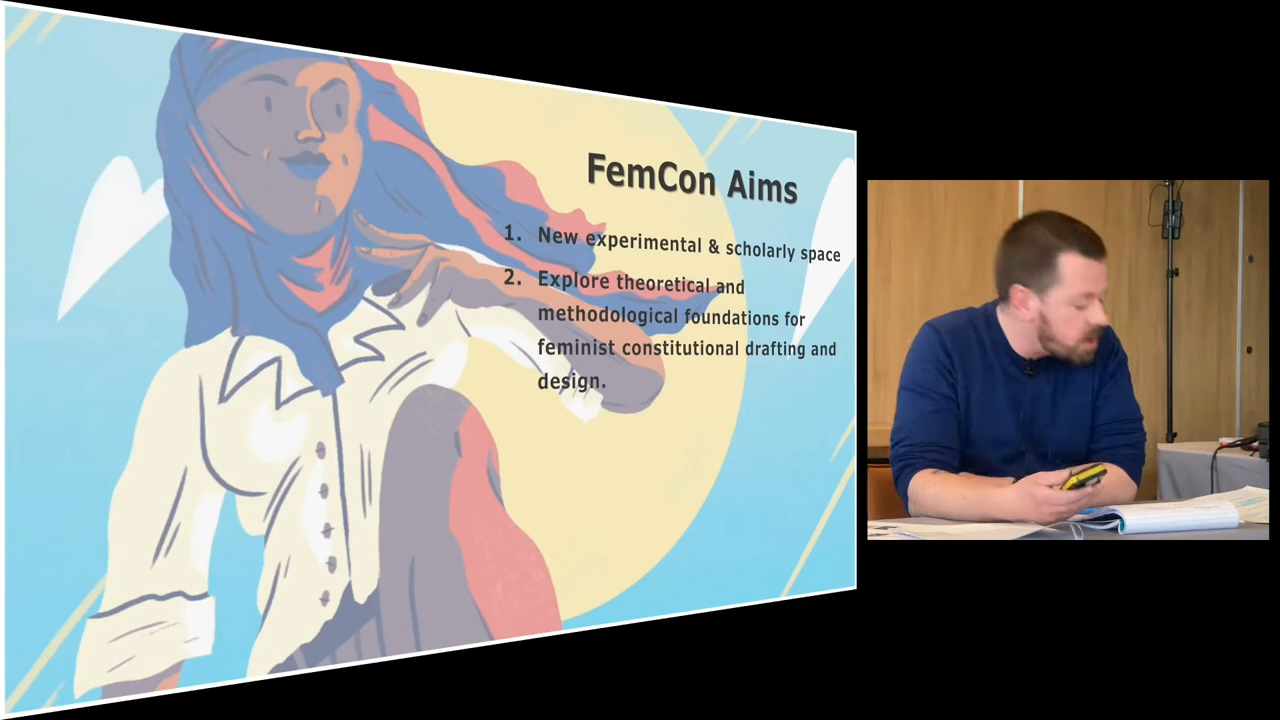 FemCon Aims
1. New experimental & scholarly space
2. Explore theoretical and
methodological foundations for
feminist constitutional drafting and
design.